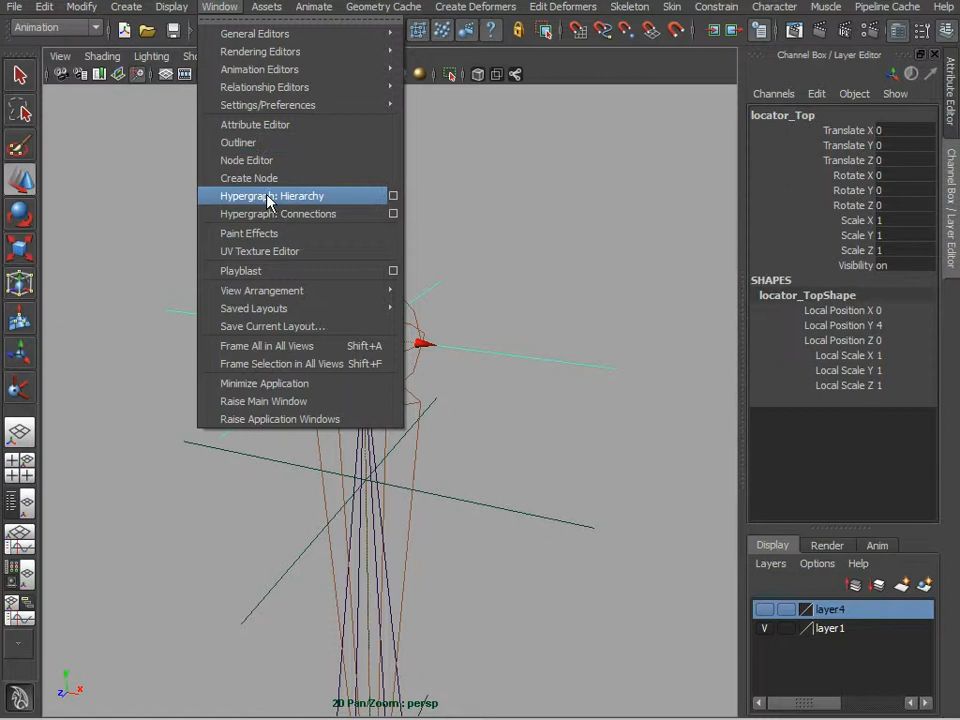 File Edit Modify Create Display Window Assets Animate Geometry Cache Create Deformers Edit Deformers Skeleton Skin Constrain Character Muscle Pipeline Cache Help
Animation
View Shading Lighting
General Editors
Rendering Editors
Animation Editors
Relationship Editors
Settings/Preferences
Attribute Editor
Outliner
Node Editor
Create Node
Hypergraph: Hierarchy
Hypergraph: Connections
Paint Effects
UV Texture Editor
Playblast
View Arrangement
Saved Layouts
Save Current Layout...
Frame All in All Views Shift+A
Frame Selection in All Views Shift+F
Minimize Application
Raise Main Window
Raise Application Windows
2D Pan/Zoom : persp
y
z x
Channel Box / Layer Editor
Channels Edit Object Show
locator_Top
Translate X 0
Translate Y 0
Translate Z 0
Rotate X 0
Rotate Y 0
Rotate Z 0
Scale X 1
Scale Y 1
Scale Z 1
Visibility on
SHAPES
locator_TopShape
Local Position X 0
Local Position Y 4
Local Position Z 0
Local Scale X 1
Local Scale Y 1
Local Scale Z 1
Display Render Anim
Layers Options Help
layer4
V layer1
Attribute Editor
Channel Box / Layer Editor